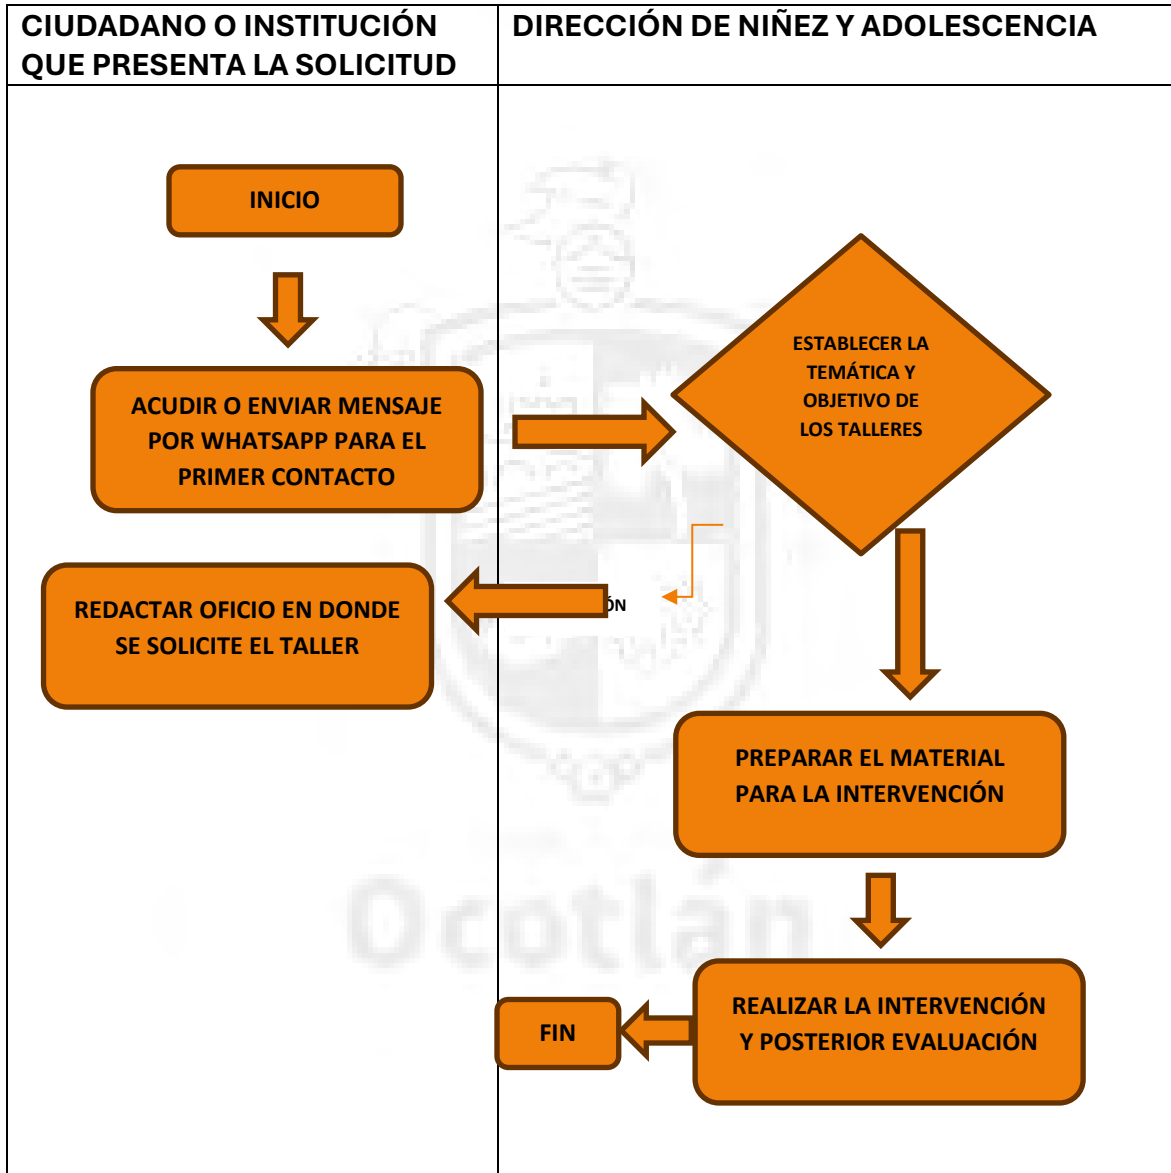 CIUDADANO O INSTITUCIÓN
QUE PRESENTA LA SOLICITUD
DIRECCIÓN DE NIÑEZ Y ADOLESCENCIA
INICIO
ACUDIR O ENVIAR MENSAJE
POR WHATSAPP PARA EL
PRIMER CONTACTO
ESTABLECER LA
TEMÁTICA Y
OBJETIVO DE
LOS TALLERES
REDACTAR OFICIO EN DONDE
SE SOLICITE EL TALLER
PREPARAR EL MATERIAL
PARA LA INTERVENCIÓN
REALIZAR LA INTERVENCIÓN
Y POSTERIOR EVALUACIÓN
FIN
Ocotlán